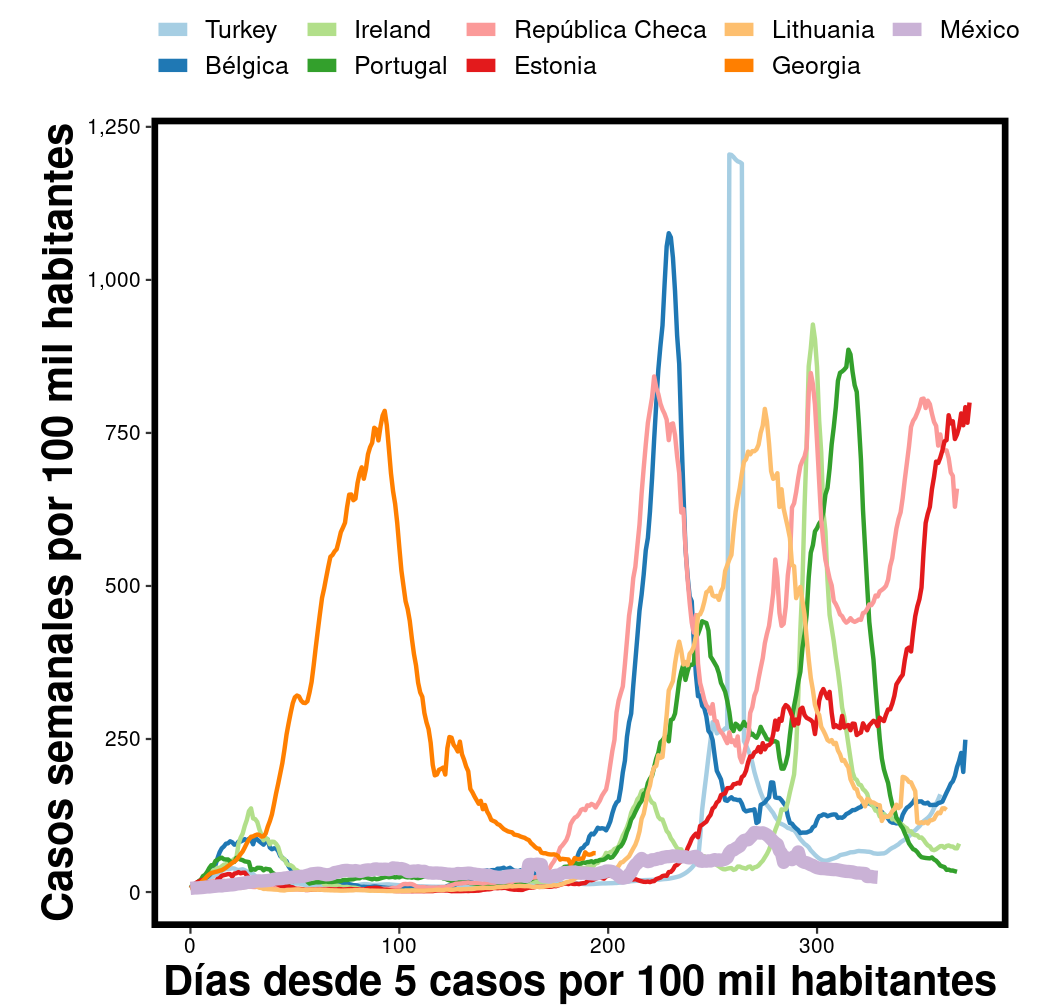 Turkey Ireland República Checa Lithuania México
Bélgica Portugal Estonia Georgia
Casos semanales por 100 mil habitantes
1,250
1,000
750
500
250
0
0 100 200 300
Días desde 5 casos por 100 mil habitantes